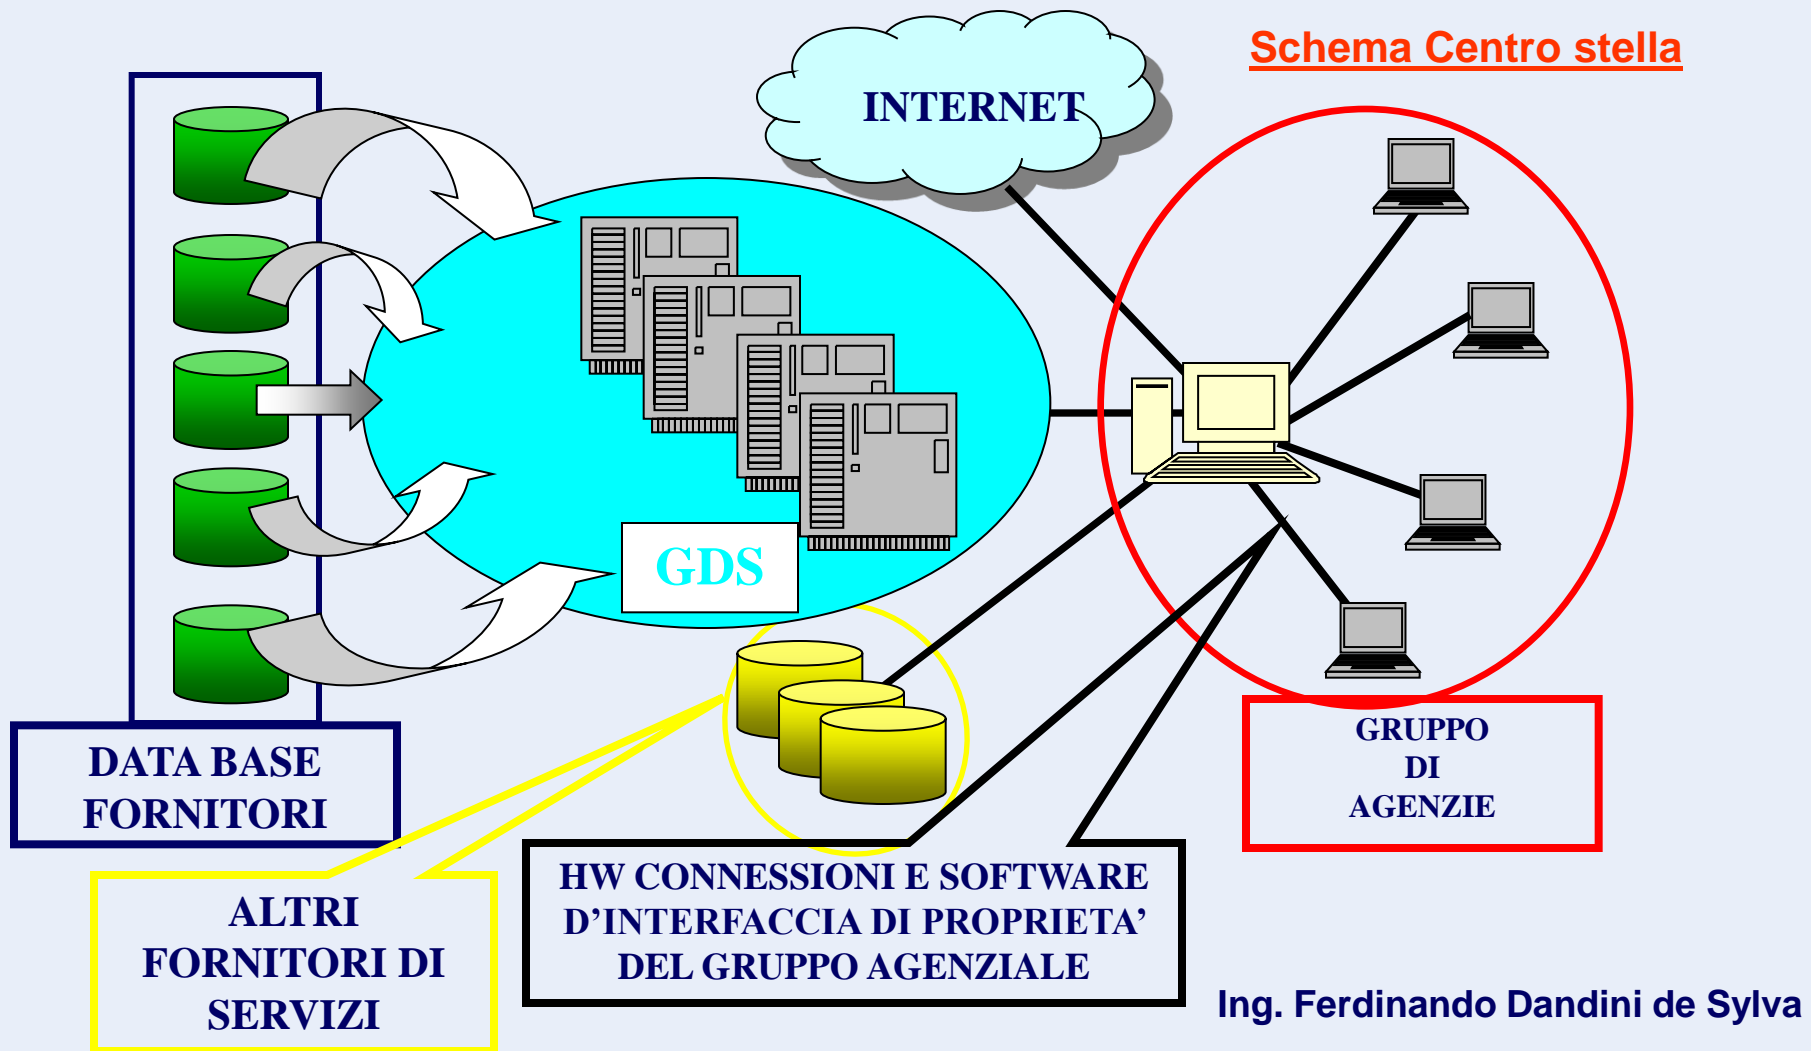 Schema Centro stella
INTERNET
GDS
DATA BASE
FORNITORI
GRUPPO
DI
AGENZIE
ALTRI
FORNITORI DI
SERVIZI
HW CONNESSIONI E SOFTWARE
D’INTERFACCIA DI PROPRIETA’
DEL GRUPPO AGENZIALE
Ing. Ferdinando Dandini de Sylva